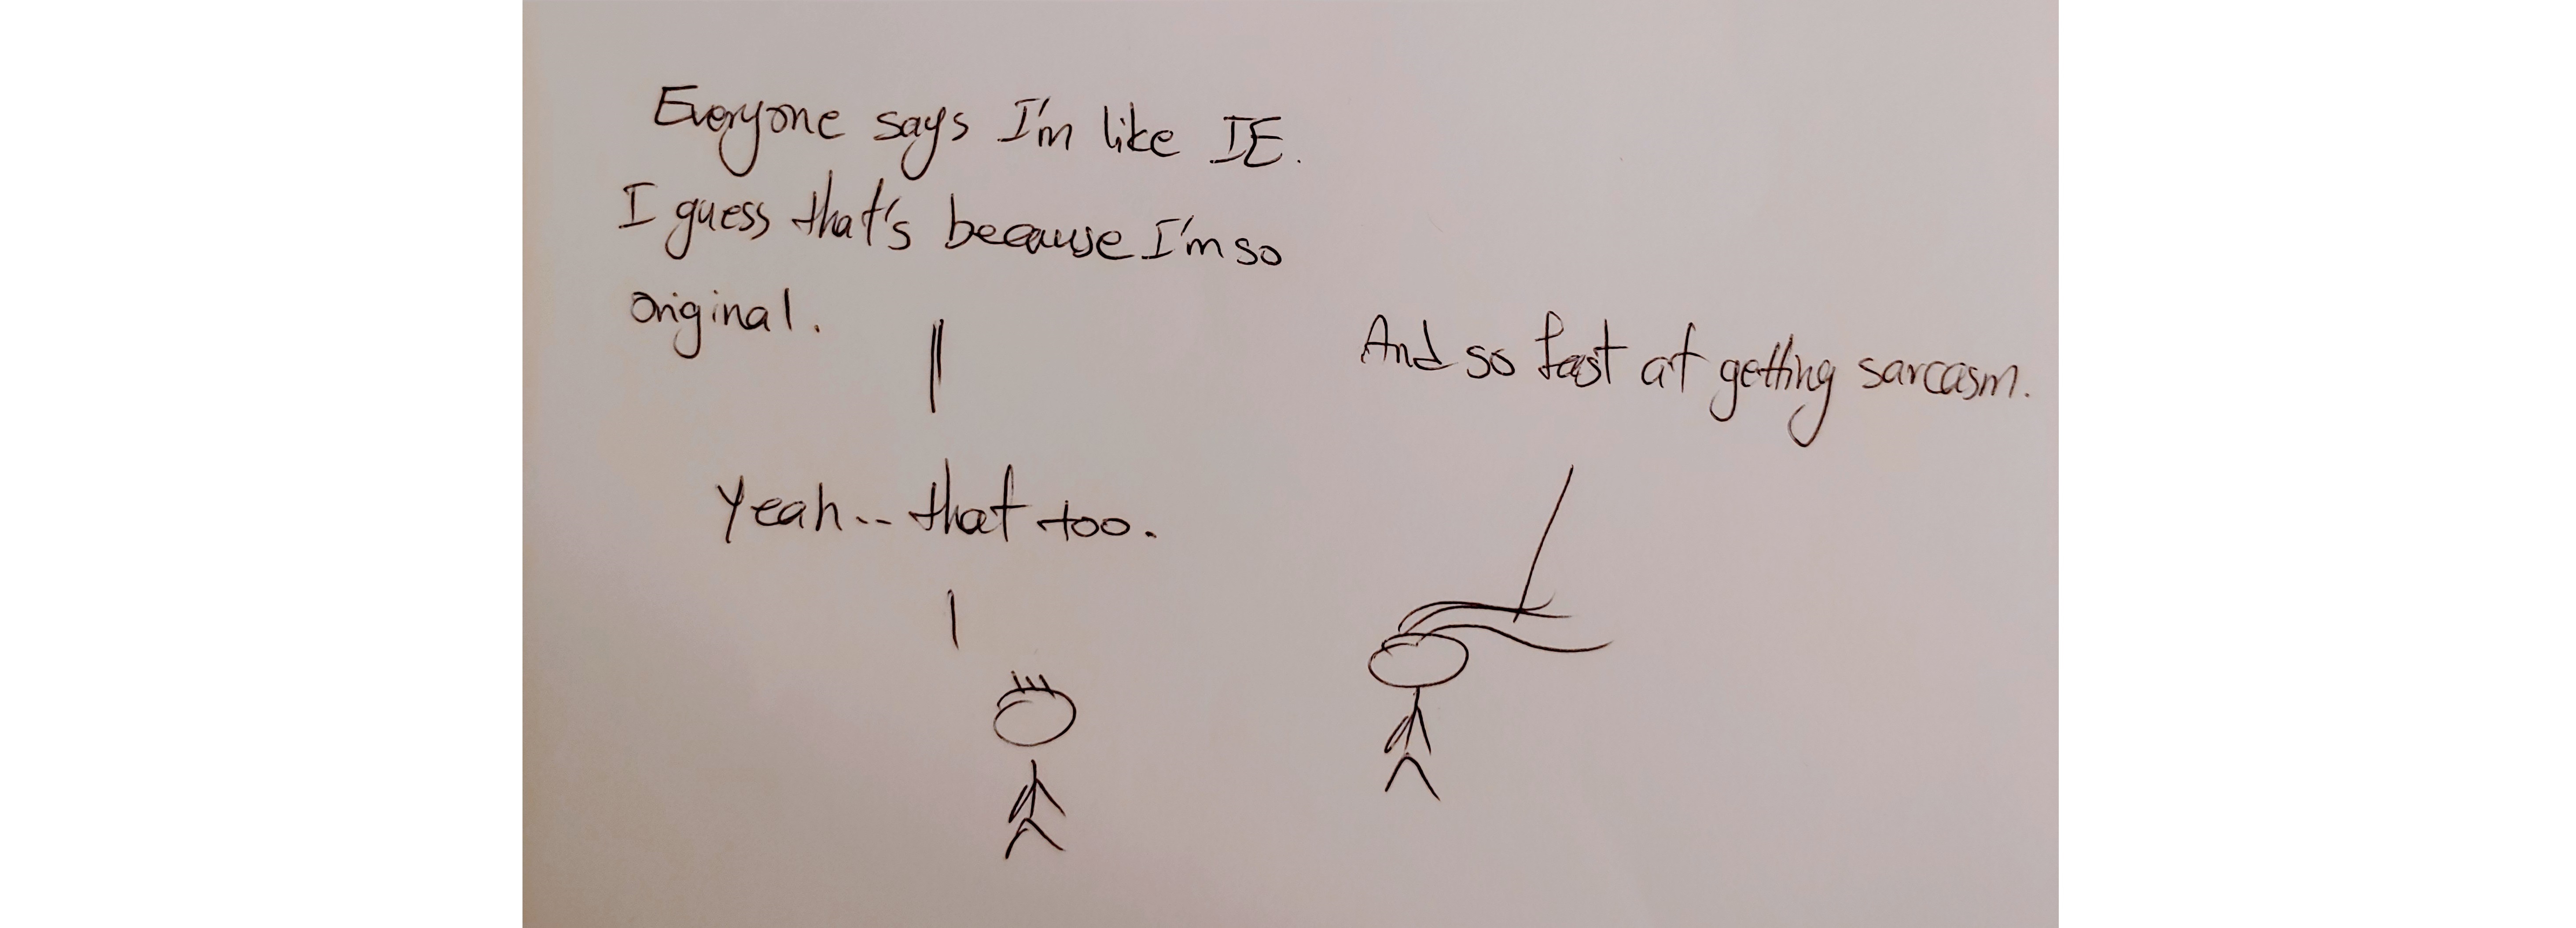 Everyone says I'm like IE.
I guess that's because I'm so
original.
And so fast at getting sarcasm.
Yeah... that too.